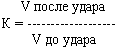 V после удара
К = --------------------
V до удара